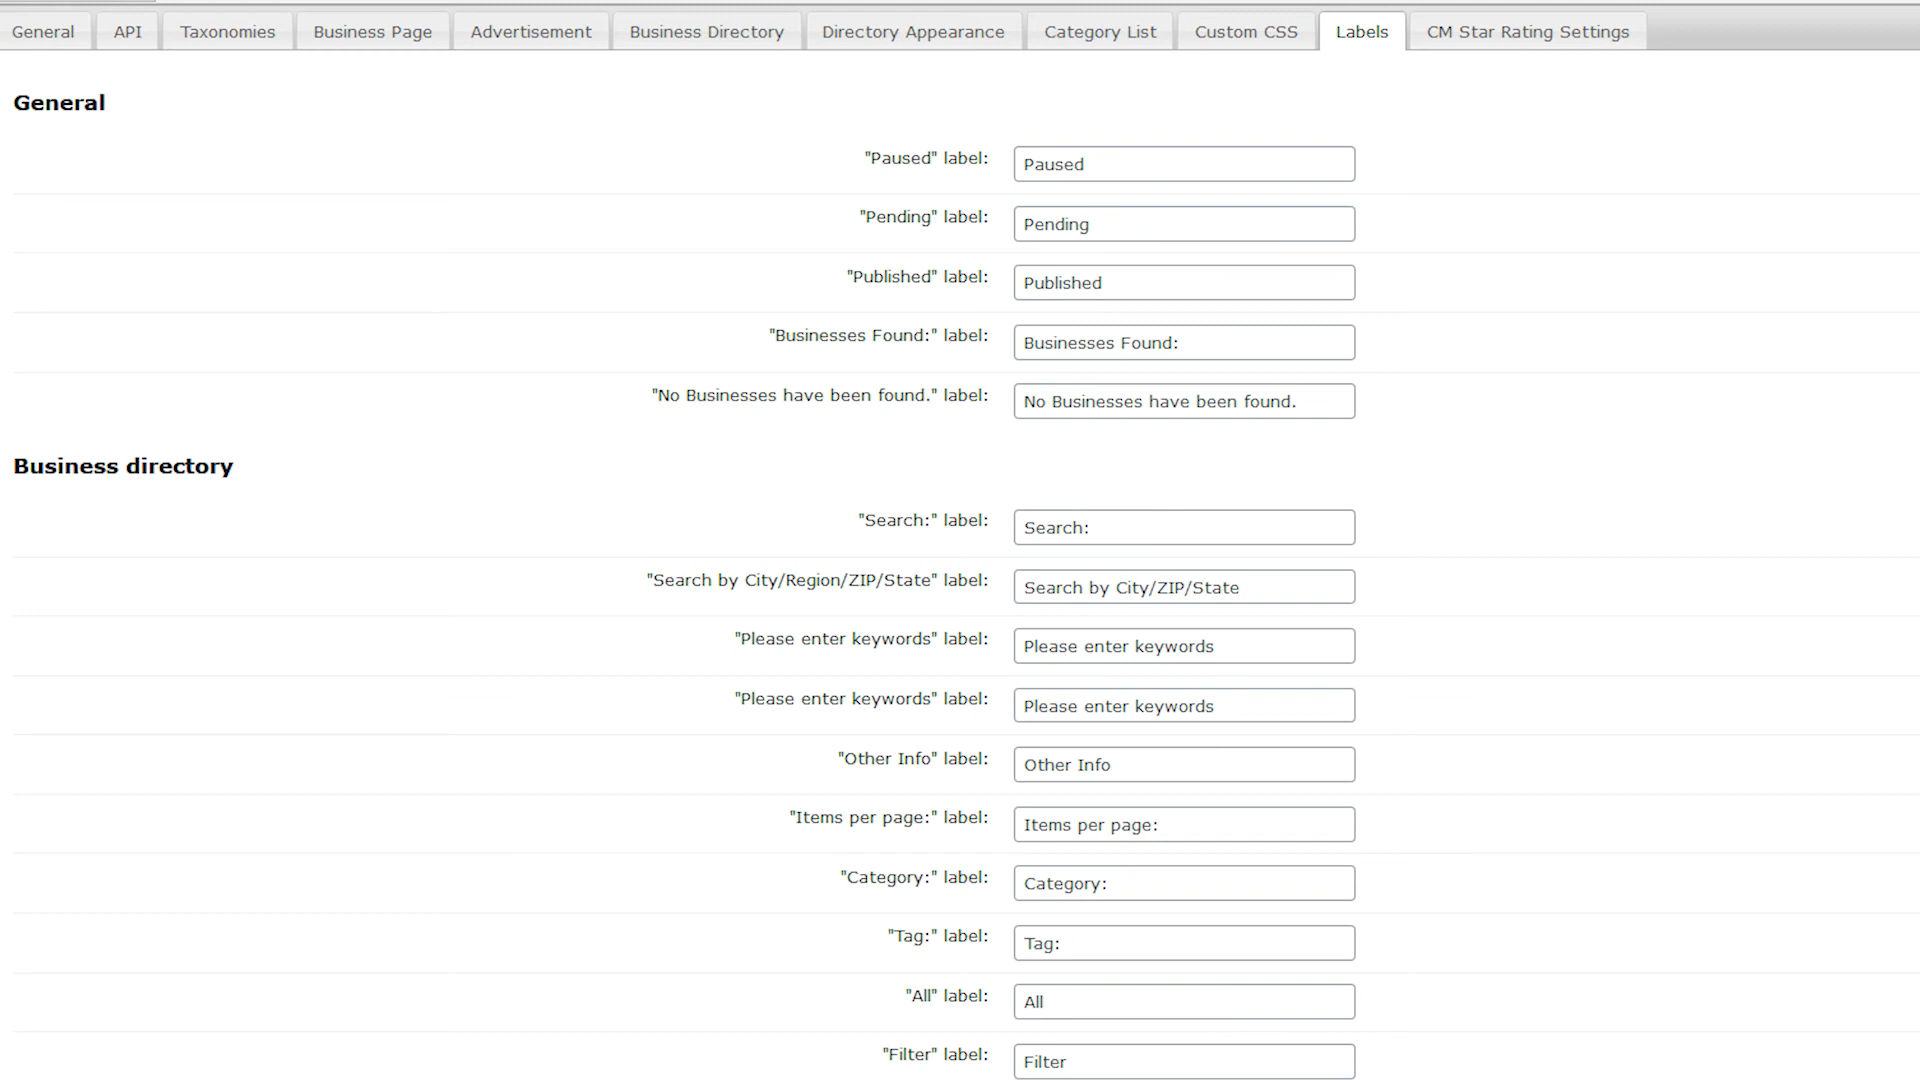 General API Taxonomies Business Page Advertisement Business Directory Directory Appearance Category List Custom CSS Labels CM Star Rating Settings
General
"Paused" label: Paused
"Pending" label: Pending
"Published" label: Published
"Businesses Found:" label: Businesses Found:
"No Businesses have been found." label: No Businesses have been found.
Business directory
"Search:" label: Search:
"Search by City/Region/ZIP/State" label: Search by City/ZIP/State
"Please enter keywords" label: Please enter keywords
"Please enter keywords" label: Please enter keywords
"Other Info" label: Other Info
"Items per page:" label: Items per page:
"Category:" label: Category:
"Tag:" label: Tag:
"All" label: All
"Filter" label: Filter